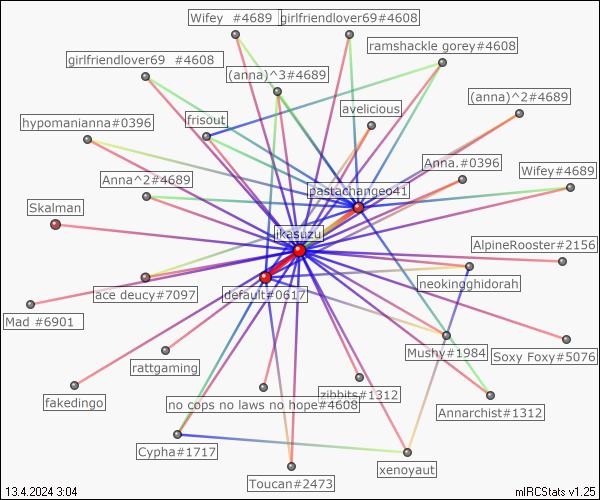 Wifey  #4689
girlfriendlover69#4608
ramshackle gorey#4608
girlfriendlover69  #4608
(anna)^3#4689
(anna)^2#4689
avelicious
frisout
hypomanianna#0396
Anna.#0396
Wifey#4689
Anna^2#4689
pastachangeo41
Skalman
jkasuzu
AlpineRooster#2156
neokingghidorah
ace deucy#7097
default#0617
Mad #6901
Mushy#1984
Soxy Foxy#5076
rattgaming
zibbits#1312
fakedingo
no cops no laws no hope#4608
Annarchist#1312
Cypha#1717
xenoyaut
Toucan#2473
13.4.2024 3:04
mIRCStats v1.25